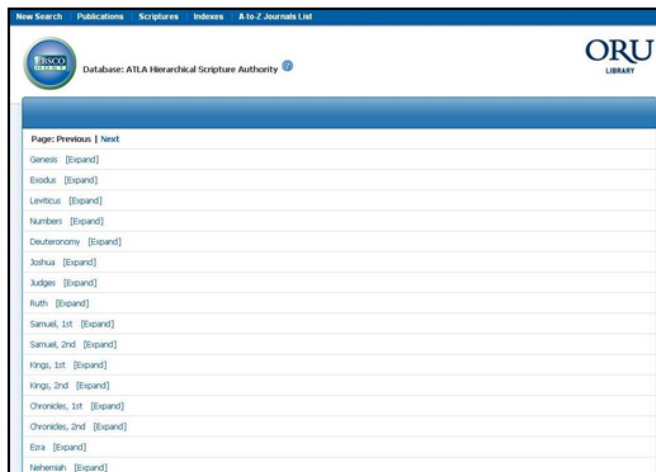 New Search Publications Scriptures Indexes A-to-Z Journals List
EBSCO
HOST
Database: ATLA Hierarchical Scripture Authority
ORU
LIBRARY
Page: Previous | Next
Genesis [Expand]
Exodus [Expand]
Leviticus [Expand]
Numbers [Expand]
Deuteronomy [Expand]
Joshua [Expand]
Judges [Expand]
Ruth [Expand]
Samuel, 1st [Expand]
Samuel, 2nd [Expand]
Kings, 1st [Expand]
Kings, 2nd [Expand]
Chronicles, 1st [Expand]
Chronicles, 2nd [Expand]
Ezra [Expand]
Nehemiah [Expand]